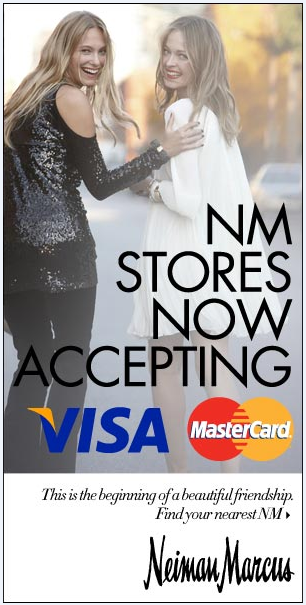 NM
STORES
NOW
ACCEPTING
VISA
MasterCard
This is the beginning of a beautiful friendship.
Find your nearest NM
Neiman Marcus